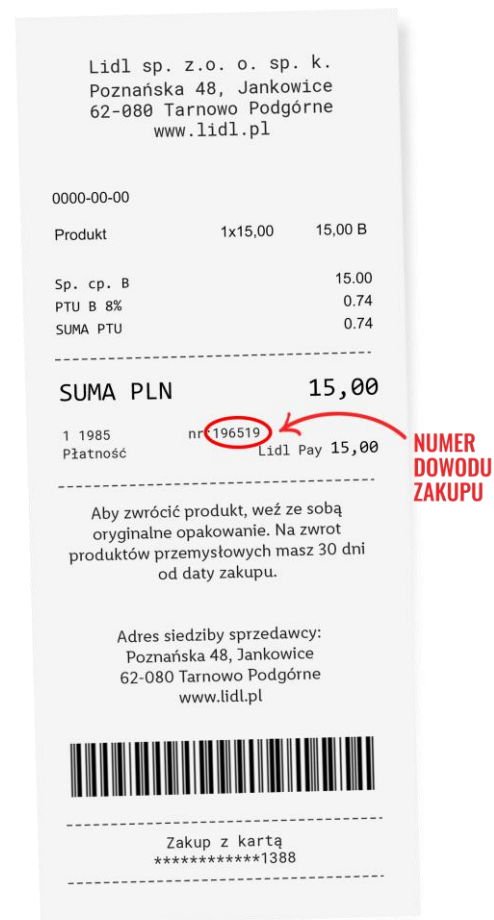 Lidl sp. z.o. o. sp. k.
Poznańska 48, Jankowice
62-080 Tarnowo Podgórne
www.lidl.pl
0000-00-00
Produkt 1x15,00 15,00 B
Sp. cp. B 15.00
PTU B 8% 0.74
SUMA PTU 0.74
SUMA PLN 15,00
1 1985 nr:196519
Płatność Lidl Pay 15,00
NUMER
DOWODU
ZAKUPU
Aby zwrócić produkt, weź ze sobą
oryginalne opakowanie. Na zwrot
produktów przemysłowych masz 30 dni
od daty zakupu.
Adres siedziby sprzedawcy:
Poznańska 48, Jankowice
62-080 Tarnowo Podgórne
www.lidl.pl
Zakup z kartą
************1388